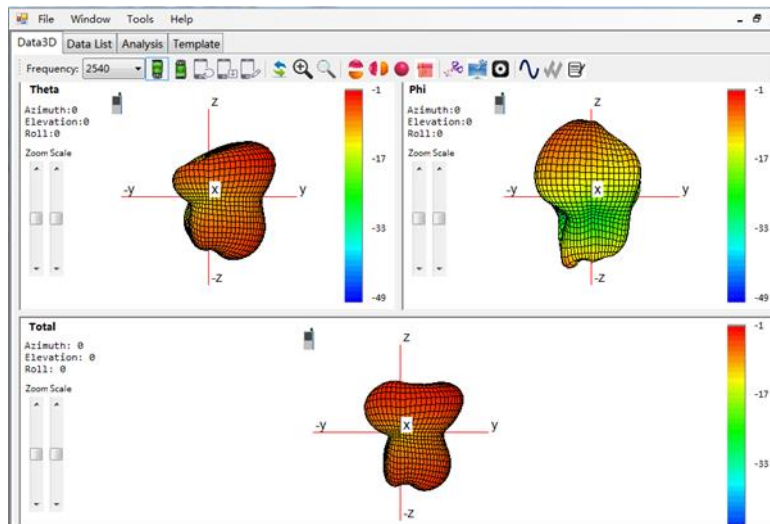 File Window Tools Help
Data3D Data List Analysis Template
Frequency: 2540
Theta
Azimuth:0
Elevation:0
Roll:0
Zoom Scale
z
-y
x
y
-z
-1
-17
-33
-49
Phi
Azimuth:0
Elevation:0
Roll:0
Zoom Scale
z
-y
x
y
-z
-1
-17
-33
-49
Total
Azimuth: 0
Elevation: 0
Roll: 0
Zoom Scale
z
-y
x
y
-z
-1
-17
-33